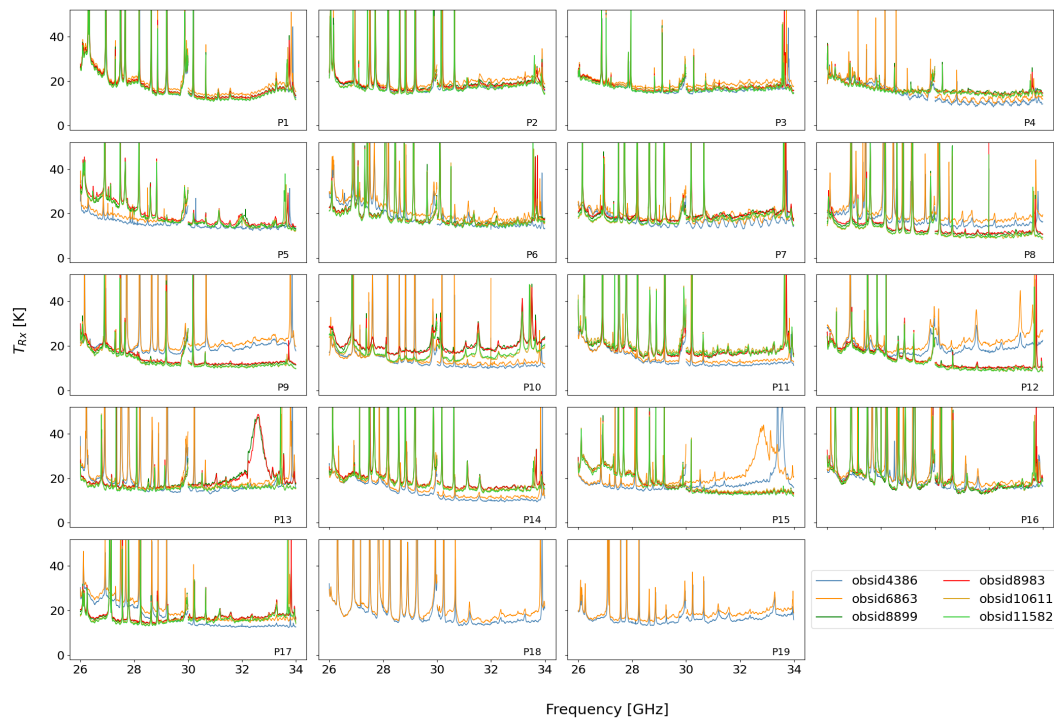 40
20
0
P1
P2
P3
P4
40
20
0
P5
P6
P7
P8
T_Rx [K]
40
20
0
P9
P10
P11
P12
40
20
0
P13
P14
P15
P16
40
20
0
P17
P18
P19
obsid4386
obsid8983
obsid6863
obsid10611
obsid8899
obsid11582
26 28 30 32 34
26 28 30 32 34
26 28 30 32 34
Frequency [GHz]